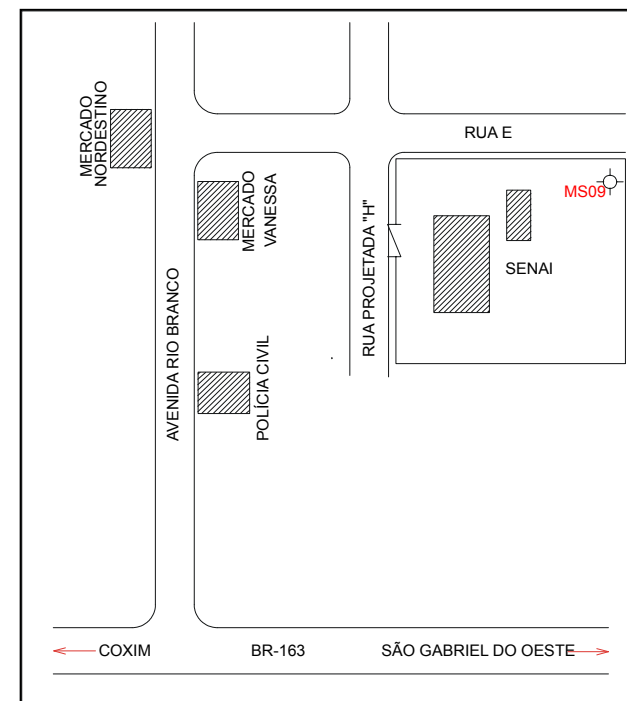 MERCADO
NORDESTINO
RUA E
MS09
MERCADO
VANESSA
SENAI
RUA PROJETADA "H"
AVENIDA RIO BRANCO
POLÍCIA CIVIL
COXIM
BR-163
SÃO GABRIEL DO OESTE